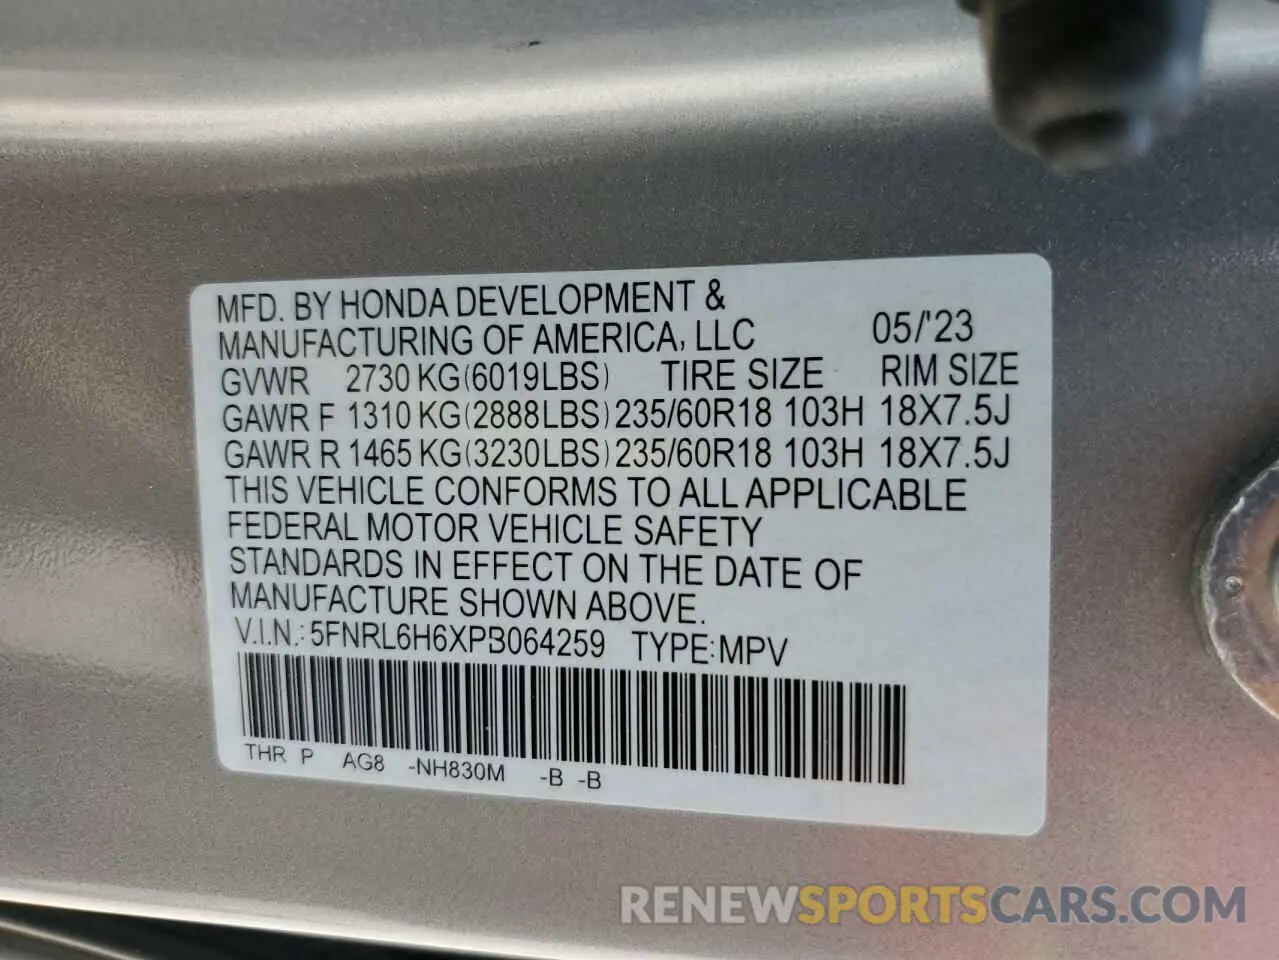 MFD. BY HONDA DEVELOPMENT &
MANUFACTURING OF AMERICA, LLC 05/'23
GVWR 2730 KG(6019LBS) TIRE SIZE RIM SIZE
GAWR F 1310 KG(2888LBS) 235/60R18 103H 18X7.5J
GAWR R 1465 KG(3230LBS) 235/60R18 103H 18X7.5J
THIS VEHICLE CONFORMS TO ALL APPLICABLE
FEDERAL MOTOR VEHICLE SAFETY
STANDARDS IN EFFECT ON THE DATE OF
MANUFACTURE SHOWN ABOVE.
V.I.N.: 5FNRL6H6XPB064259 TYPE:MPV
THR P AG8 -NH830M -B -B
RENEWSPORTSCARS.COM